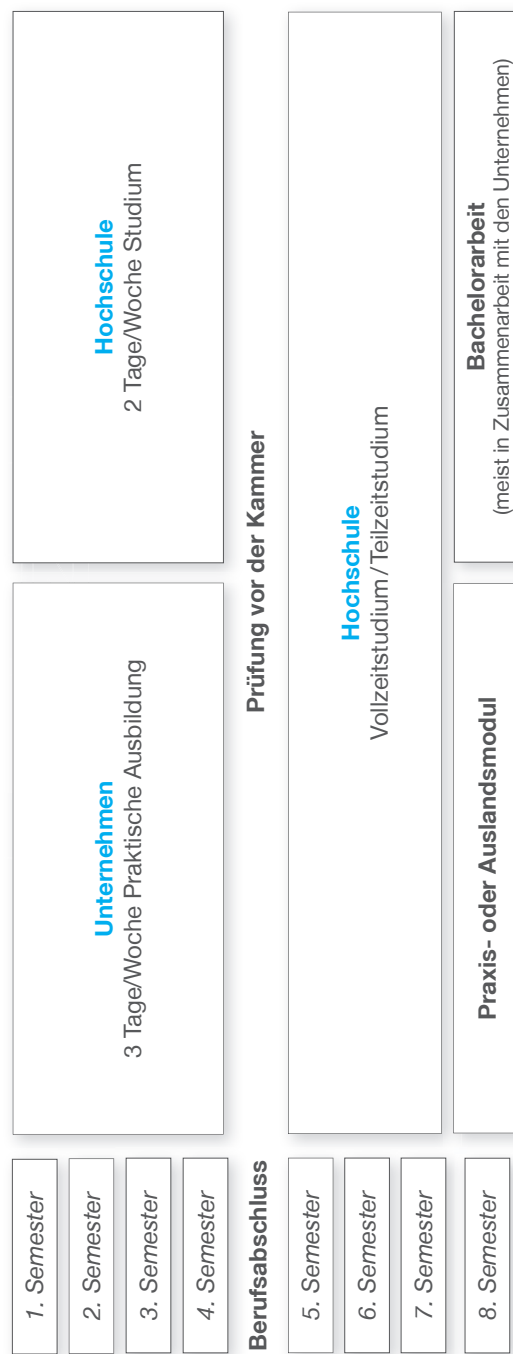 1. Semester
2. Semester
3. Semester
4. Semester
Unternehmen
3 Tage/Woche Praktische Ausbildung
Hochschule
2 Tage/Woche Studium
Berufsabschluss
Prüfung vor der Kammer
5. Semester
6. Semester
7. Semester
Hochschule
Vollzeitstudium/Teilzeitstudium
8. Semester
Praxis- oder Auslandsmodul
Bachelorarbeit
(meist in Zusammenarbeit mit den Unternehmen)